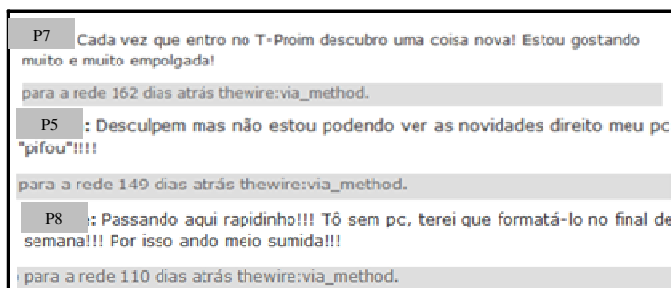 P7 Cada vez que entro no T-Proim descubro uma coisa nova! Estou gostando
muito e muito empolgada!
para a rede 162 dias atrás thewire:via_method.
P5 : Desculpem mas não estou podendo ver as novidades direito meu pc
"pifou"!!!!
para a rede 149 dias atrás thewire:via_method.
P8 : Passando aqui rapidinho!!! Tô sem pc, terei que formatá-lo no final de
semana!!! Por isso ando meio sumida!!!
para a rede 110 dias atrás thewire:via_method.